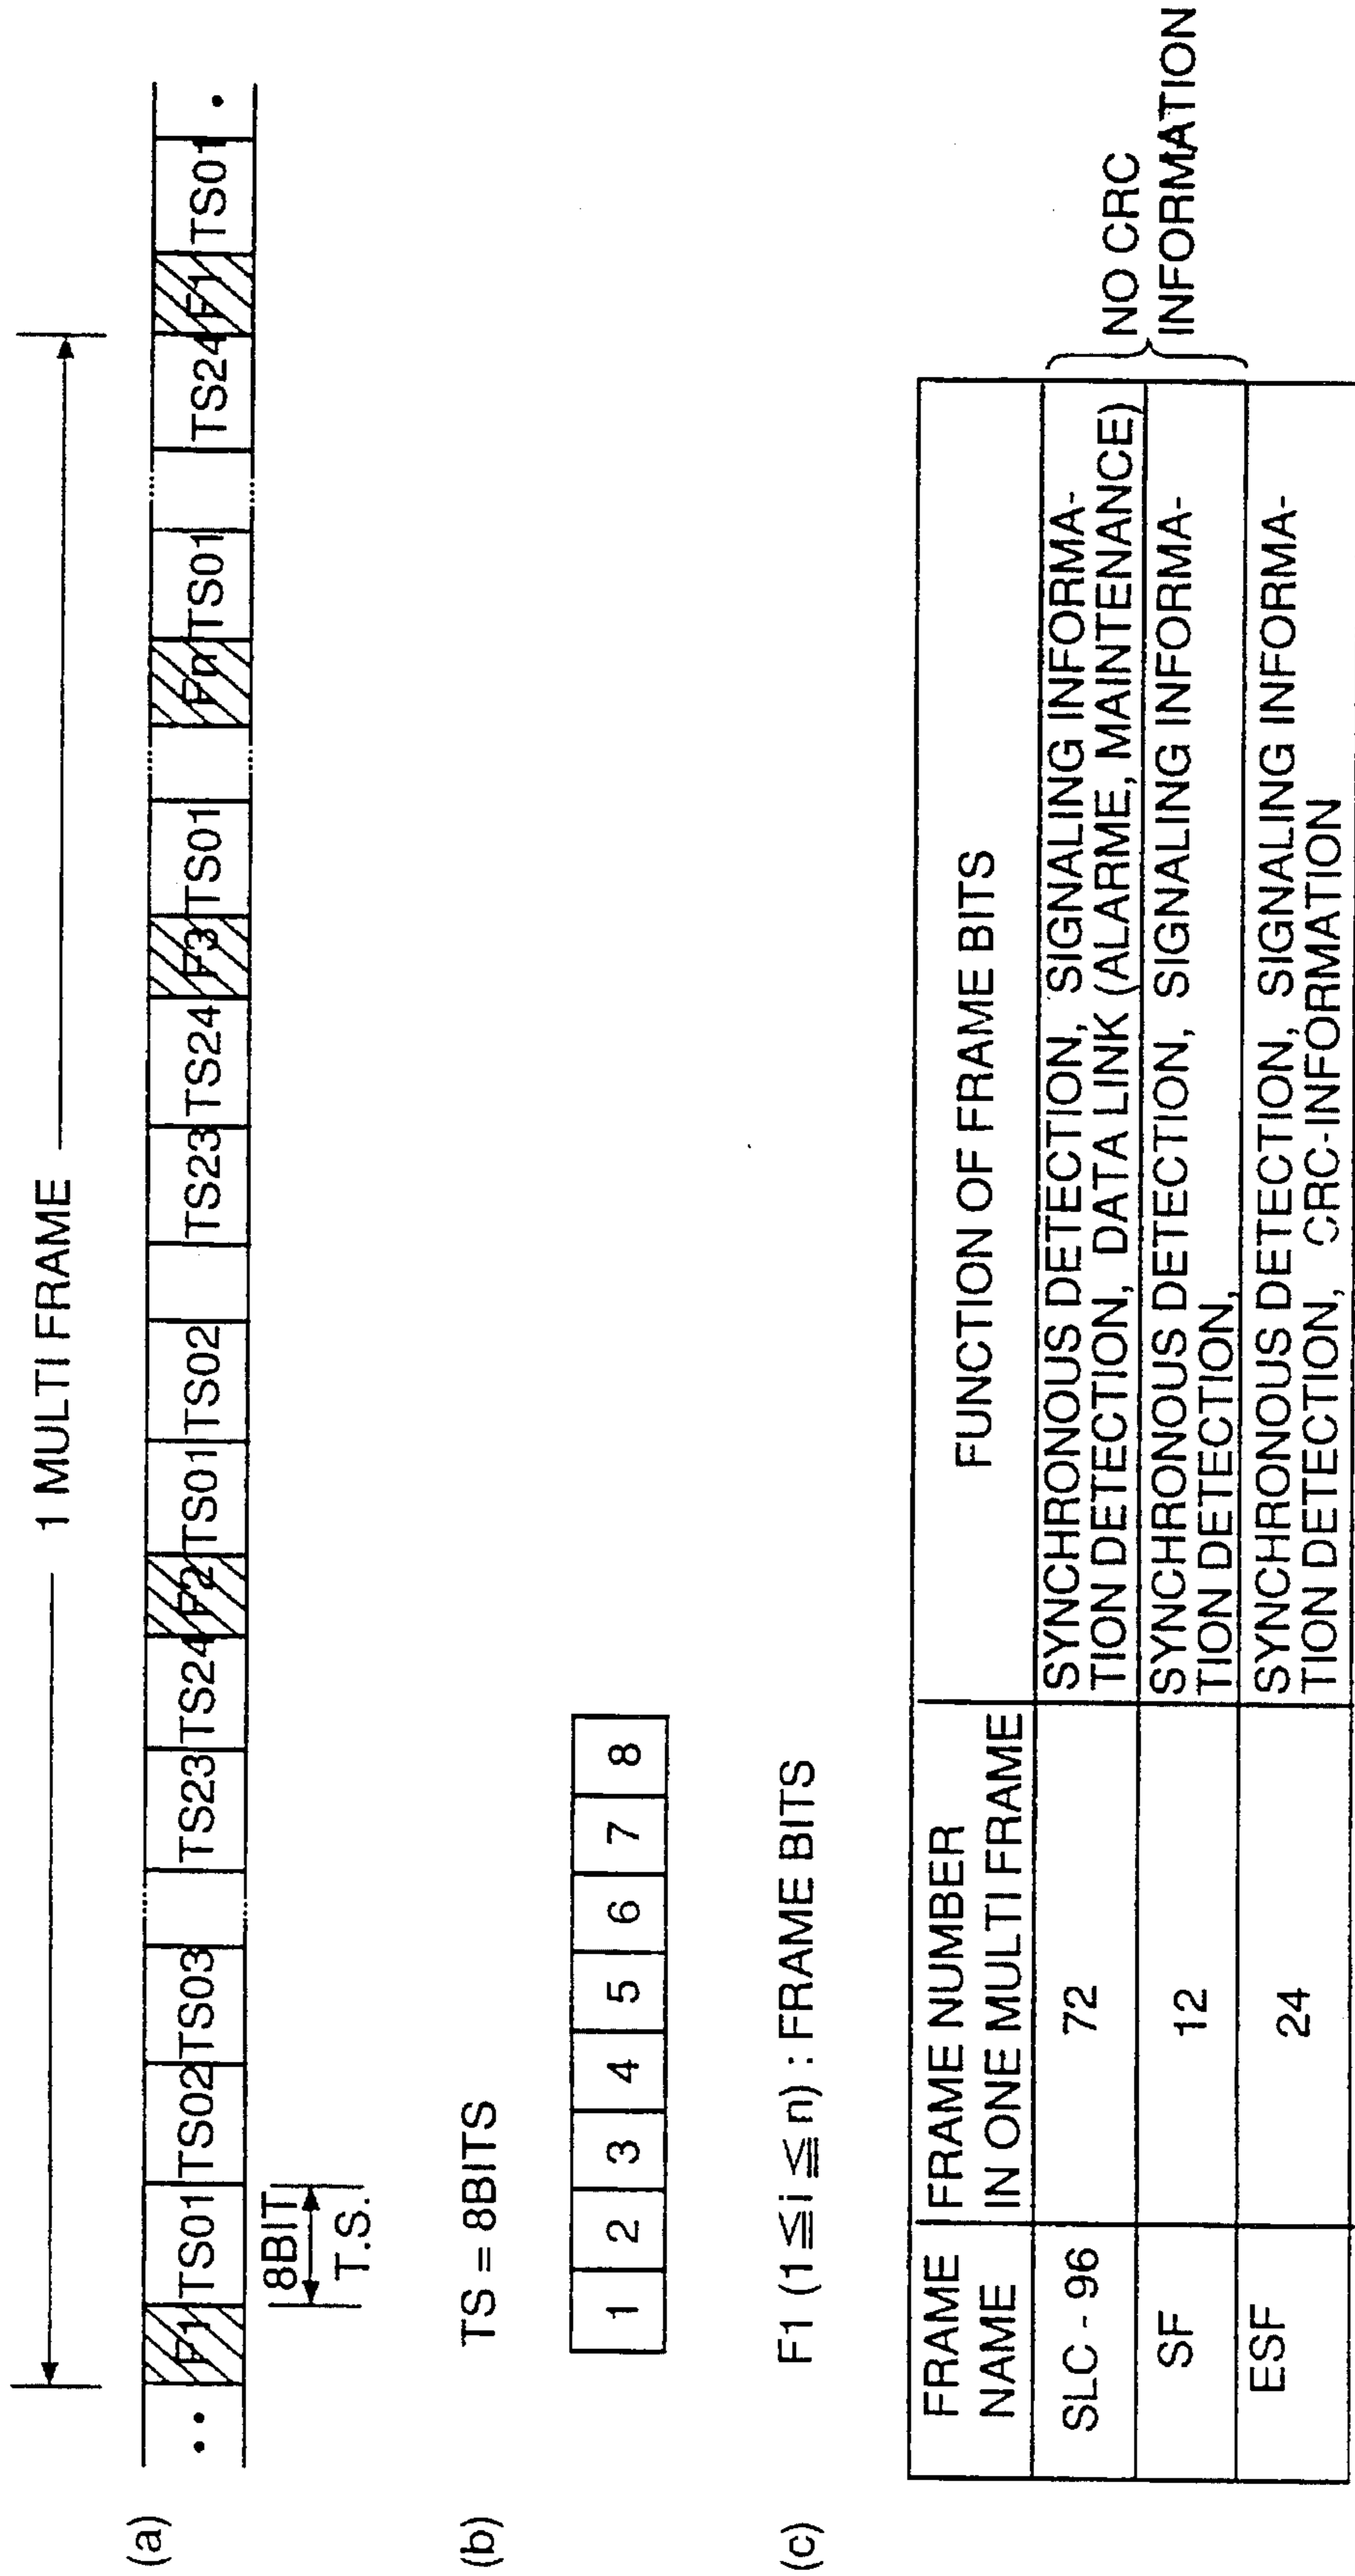 1 MULTI FRAME
(a) • • F1 TS01 TS02 TS03 TS23 TS24 F2 TS01 TS02 TS23 TS24 F3 TS01 Fn TS01 TS24 F1 TS01 •
8BIT
T.S.
(b) TS = 8BITS
1 2 3 4 5 6 7 8
(c) F1 (1≦i≦n) : FRAME BITS
FRAME NAME
FRAME NUMBER IN ONE MULTI FRAME
FUNCTION OF FRAME BITS
SLC - 96
72
SYNCHRONOUS DETECTION, SIGNALING INFORMA-
TION DETECTION, DATA LINK (ALARME, MAINTENANCE)
SF
12
SYNCHRONOUS DETECTION, SIGNALING INFORMA-
TION DETECTION,
ESF
24
SYNCHRONOUS DETECTION, SIGNALING INFORMA-
TION DETECTION, CRC-INFORMATION
NO CRC
INFORMATION